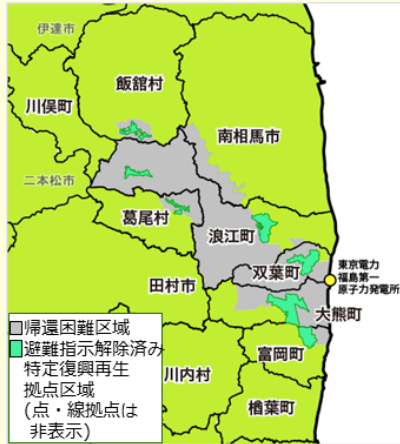 伊達市
飯舘村
川俣町
南相馬市
二本松市
葛尾村
浪江町
双葉町
東京電力
福島第一
原子力発電所
田村市
大熊町
帰還困難区域
避難指示解除済み
特定復興再生
拠点区域
(点・線拠点は
非表示)
富岡町
川内村
楢葉町